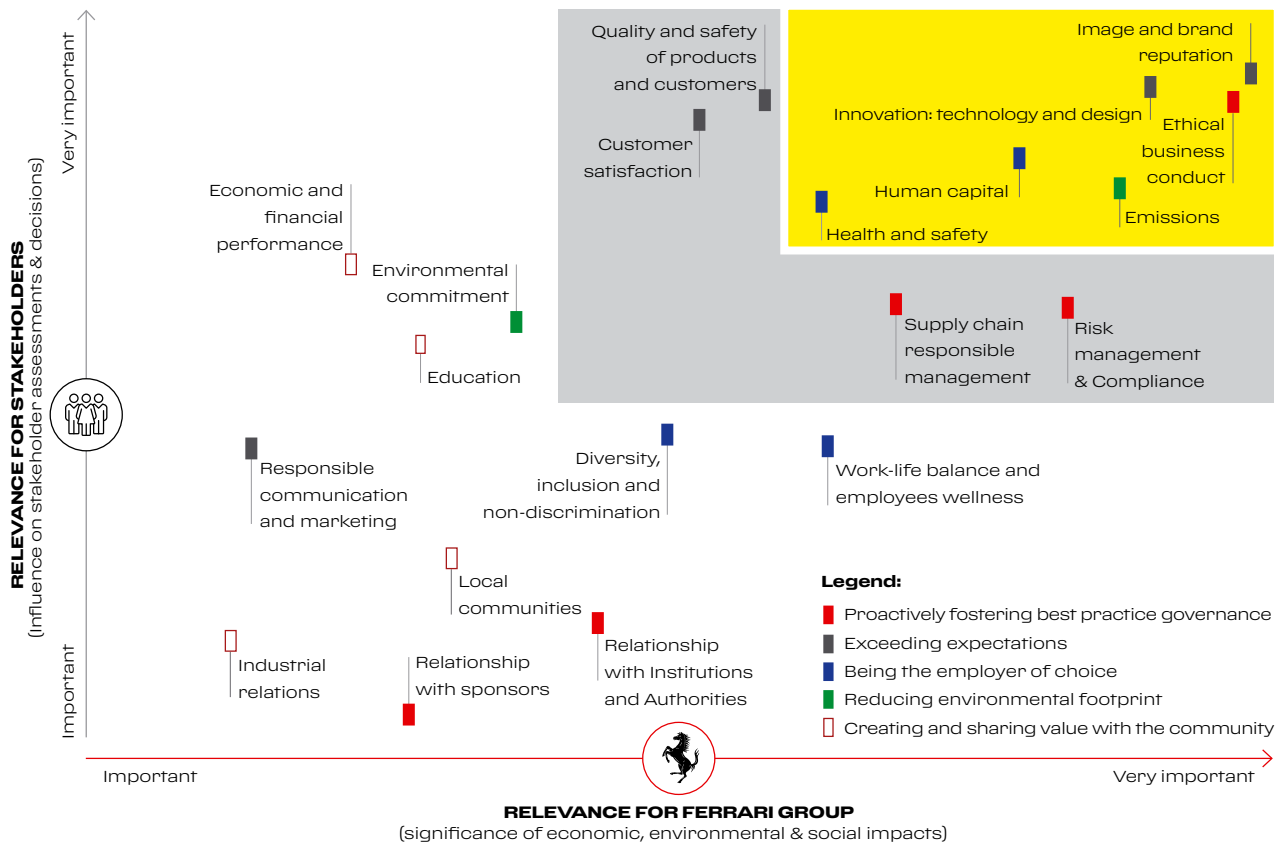 Very important
Important
RELEVANCE FOR STAKEHOLDERS
(Influence on stakeholder assessments & decisions)
Quality and safety
of products
and customers
Customer
satisfaction
Image and brand
reputation
Innovation: technology and design
Ethical
business
conduct
Human capital
Emissions
Health and safety
Economic and
financial
performance
Environmental
commitment
Education
Supply chain
responsible
management
Risk
management
& Compliance
Responsible
communication
and marketing
Diversity,
inclusion and
non-discrimination
Work-life balance and
employees wellness
Local
communities
Industrial
relations
Relationship
with sponsors
Relationship
with Institutions
and Authorities
Legend:
Proactively fostering best practice governance
Exceeding expectations
Being the employer of choice
Reducing environmental footprint
Creating and sharing value with the community
Important
Very important
RELEVANCE FOR FERRARI GROUP
(significance of economic, environmental & social impacts)